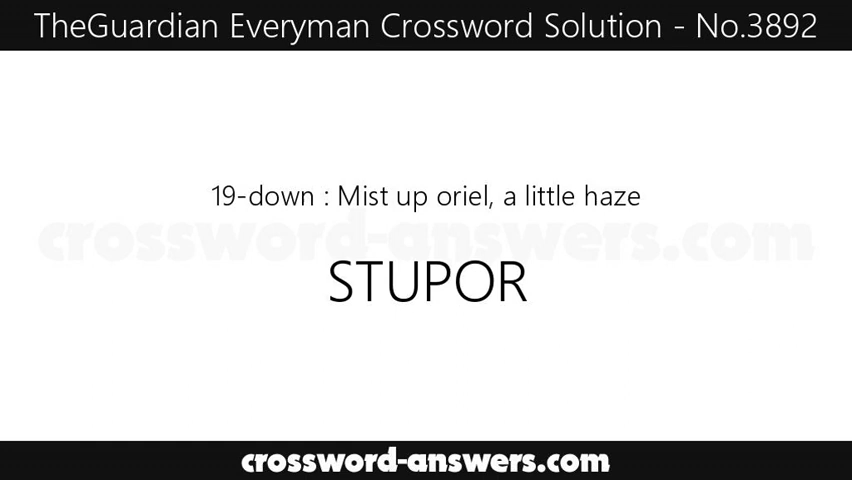 TheGuardian Everyman Crossword Solution - No.3892
19-down : Mist up oriel, a little haze
crossword-answers.com
STUPOR
crossword-answers.com